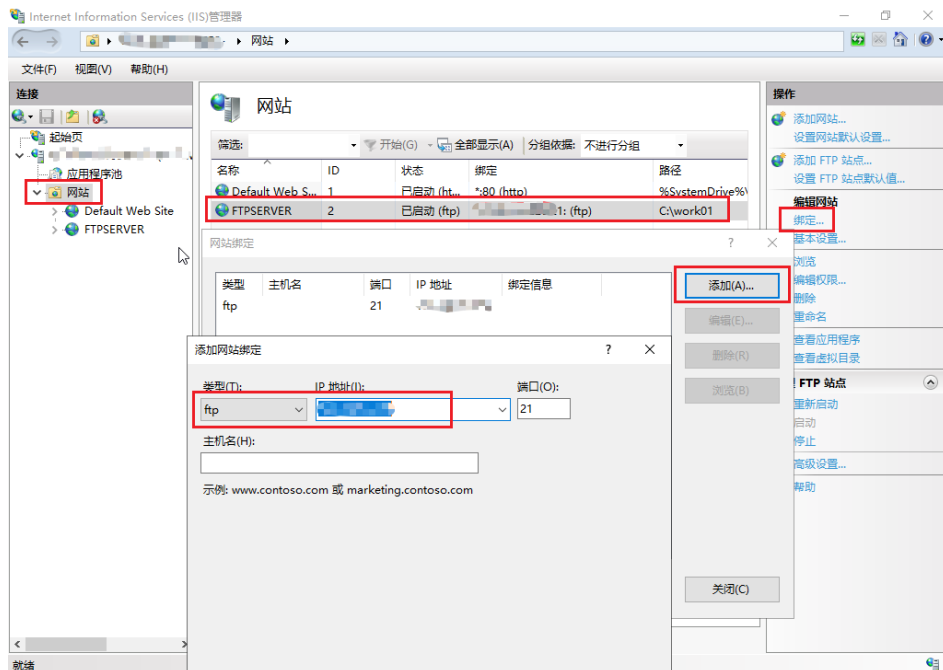 Internet Information Services (IIS)管理器
网站
文件(F) 视图(V) 帮助(H)
连接
起始页
应用程序池
网站
Default Web Site
FTPSERVER
网站
筛选: 开始(G) 全部显示(A) 分组依据: 不进行分组
名称 ID 状态 绑定 路径
Default Web S... 1 已启动 (ht... *:80 (http) %SystemDrive%\
FTPSERVER 2 已启动 (ftp) 1: (ftp) C:\work01
网站绑定 ?
类型 主机名 端口 IP 地址 绑定信息
ftp 21
添加(A)...
编辑(E)...
删除(R)
浏览(B)
关闭(C)
添加网站绑定 ?
类型(T): IP 地址(I): 端口(O):
ftp 21
主机名(H):
示例: www.contoso.com 或 marketing.contoso.com
操作
添加网站...
设置网站默认设置...
添加 FTP 站点...
设置 FTP 站点默认值...
编辑网站
绑定...
基本设置...
浏览
编辑权限...
删除
重命名
查看应用程序
查看虚拟目录
FTP 站点
重新启动
启动
停止
高级设置...
帮助
就绪